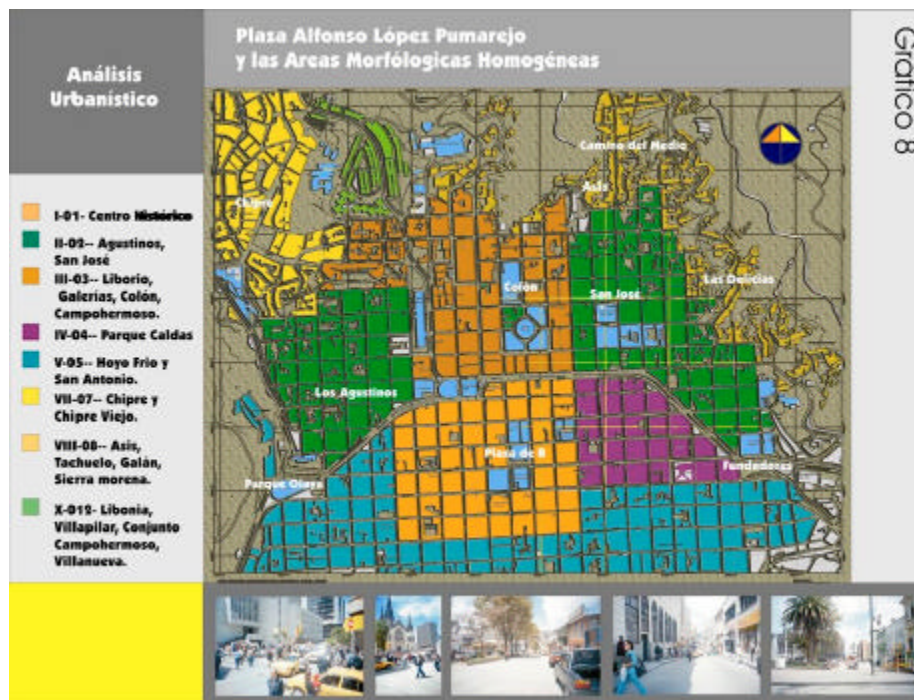 Plaza Alfonso López Pumarejo
y las Areas Morfólogicas Homogéneas
Gráfico 8
Análisis
Urbanístico
I-01- Centro Histórico
II-02-- Agustinos,
San José
III-03-- Liborio,
Galerías, Colón,
Campohermoso.
IV-04-- Parque Caldas
V-05-- Hoyo Frio y
San Antonio.
VII-07-- Chipre y
Chipre Viejo.
VIII-08-- Asis,
Tachuelo, Galán,
Sierra morena.
X-012- Libonia,
Villapilar, Conjunto
Campohermoso,
Villanueva.
Camino del Medio
Asis
Chipre
Las Delicias
Colón
San José
Los Agustinos
Plaza de B
Fundadores
Parque Olaya